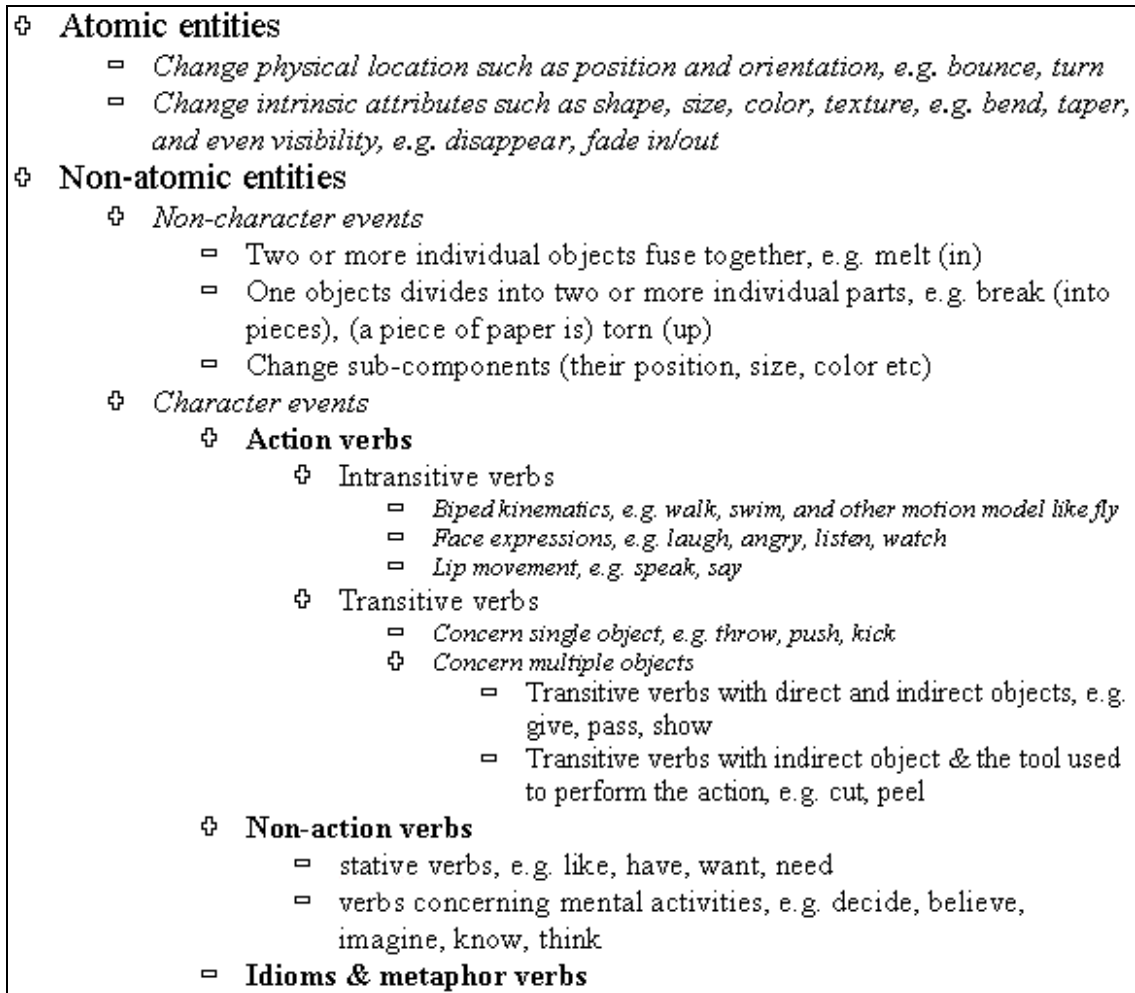 Atomic entities
Change physical location such as position and orientation, e.g. bounce, turn
Change intrinsic attributes such as shape, size, color, texture, e.g. bend, taper,
and even visibility, e.g. disappear, fade in/out
Non-atomic entities
Non-character events
Two or more individual objects fuse together, e.g. melt (in)
One objects divides into two or more individual parts, e.g. break (into
pieces), (a piece of paper is) torn (up)
Change sub-components (their position, size, color etc)
Character events
Action verbs
Intransitive verbs
Biped kinematics, e.g. walk, swim, and other motion model like fly
Face expressions, e.g. laugh, angry, listen, watch
Lip movement, e.g. speak, say
Transitive verbs
Concern single object, e.g. throw, push, kick
Concern multiple objects
Transitive verbs with direct and indirect objects, e.g.
give, pass, show
Transitive verbs with indirect object & the tool used
to perform the action, e.g. cut, peel
Non-action verbs
stative verbs, e.g. like, have, want, need
verbs concerning mental activities, e.g. decide, believe,
imagine, know, think
Idioms & metaphor verbs